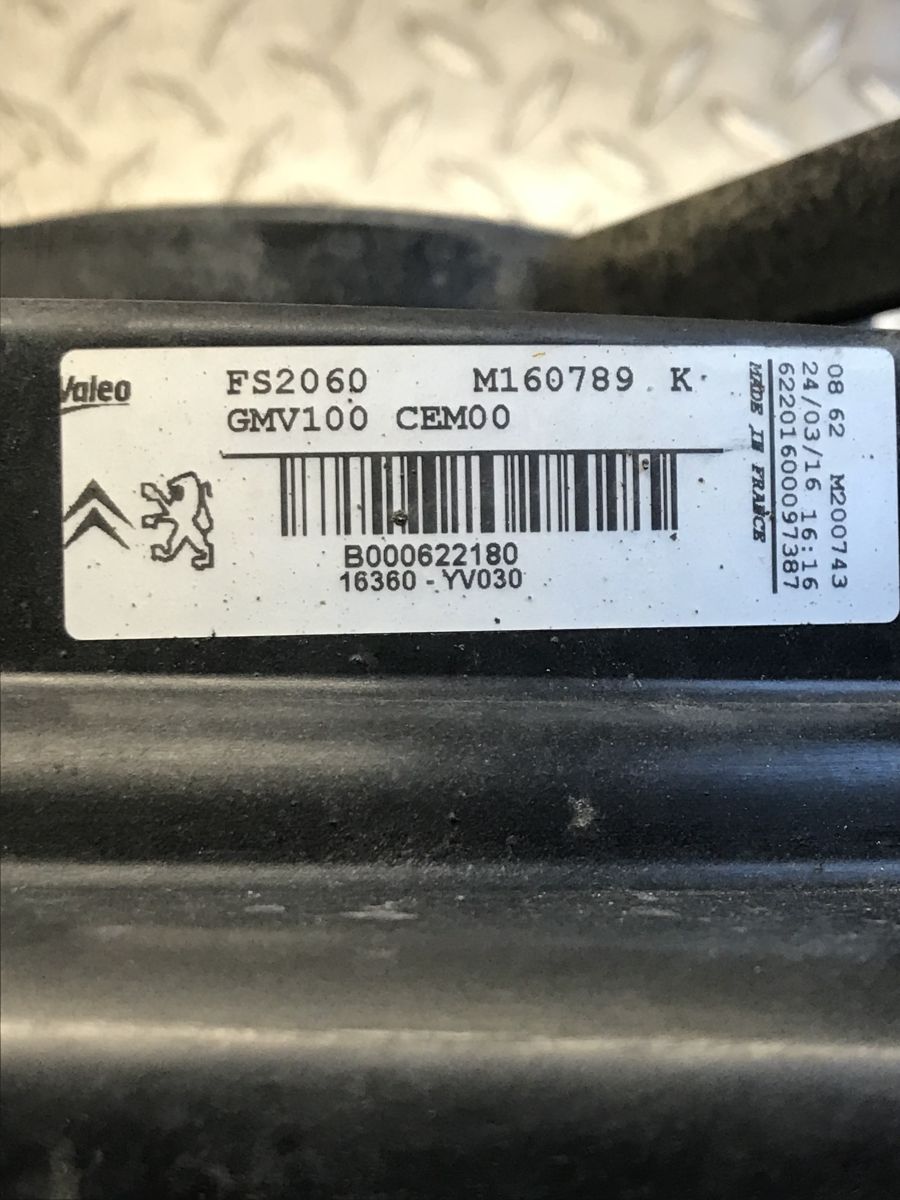 Valeo
FS2060 M160789 K
GMV100 CEM00
B000622180
16360 - YV030
08 62 M200743
24/03/16 16:16
62201600097387
MADE IN FRANCE